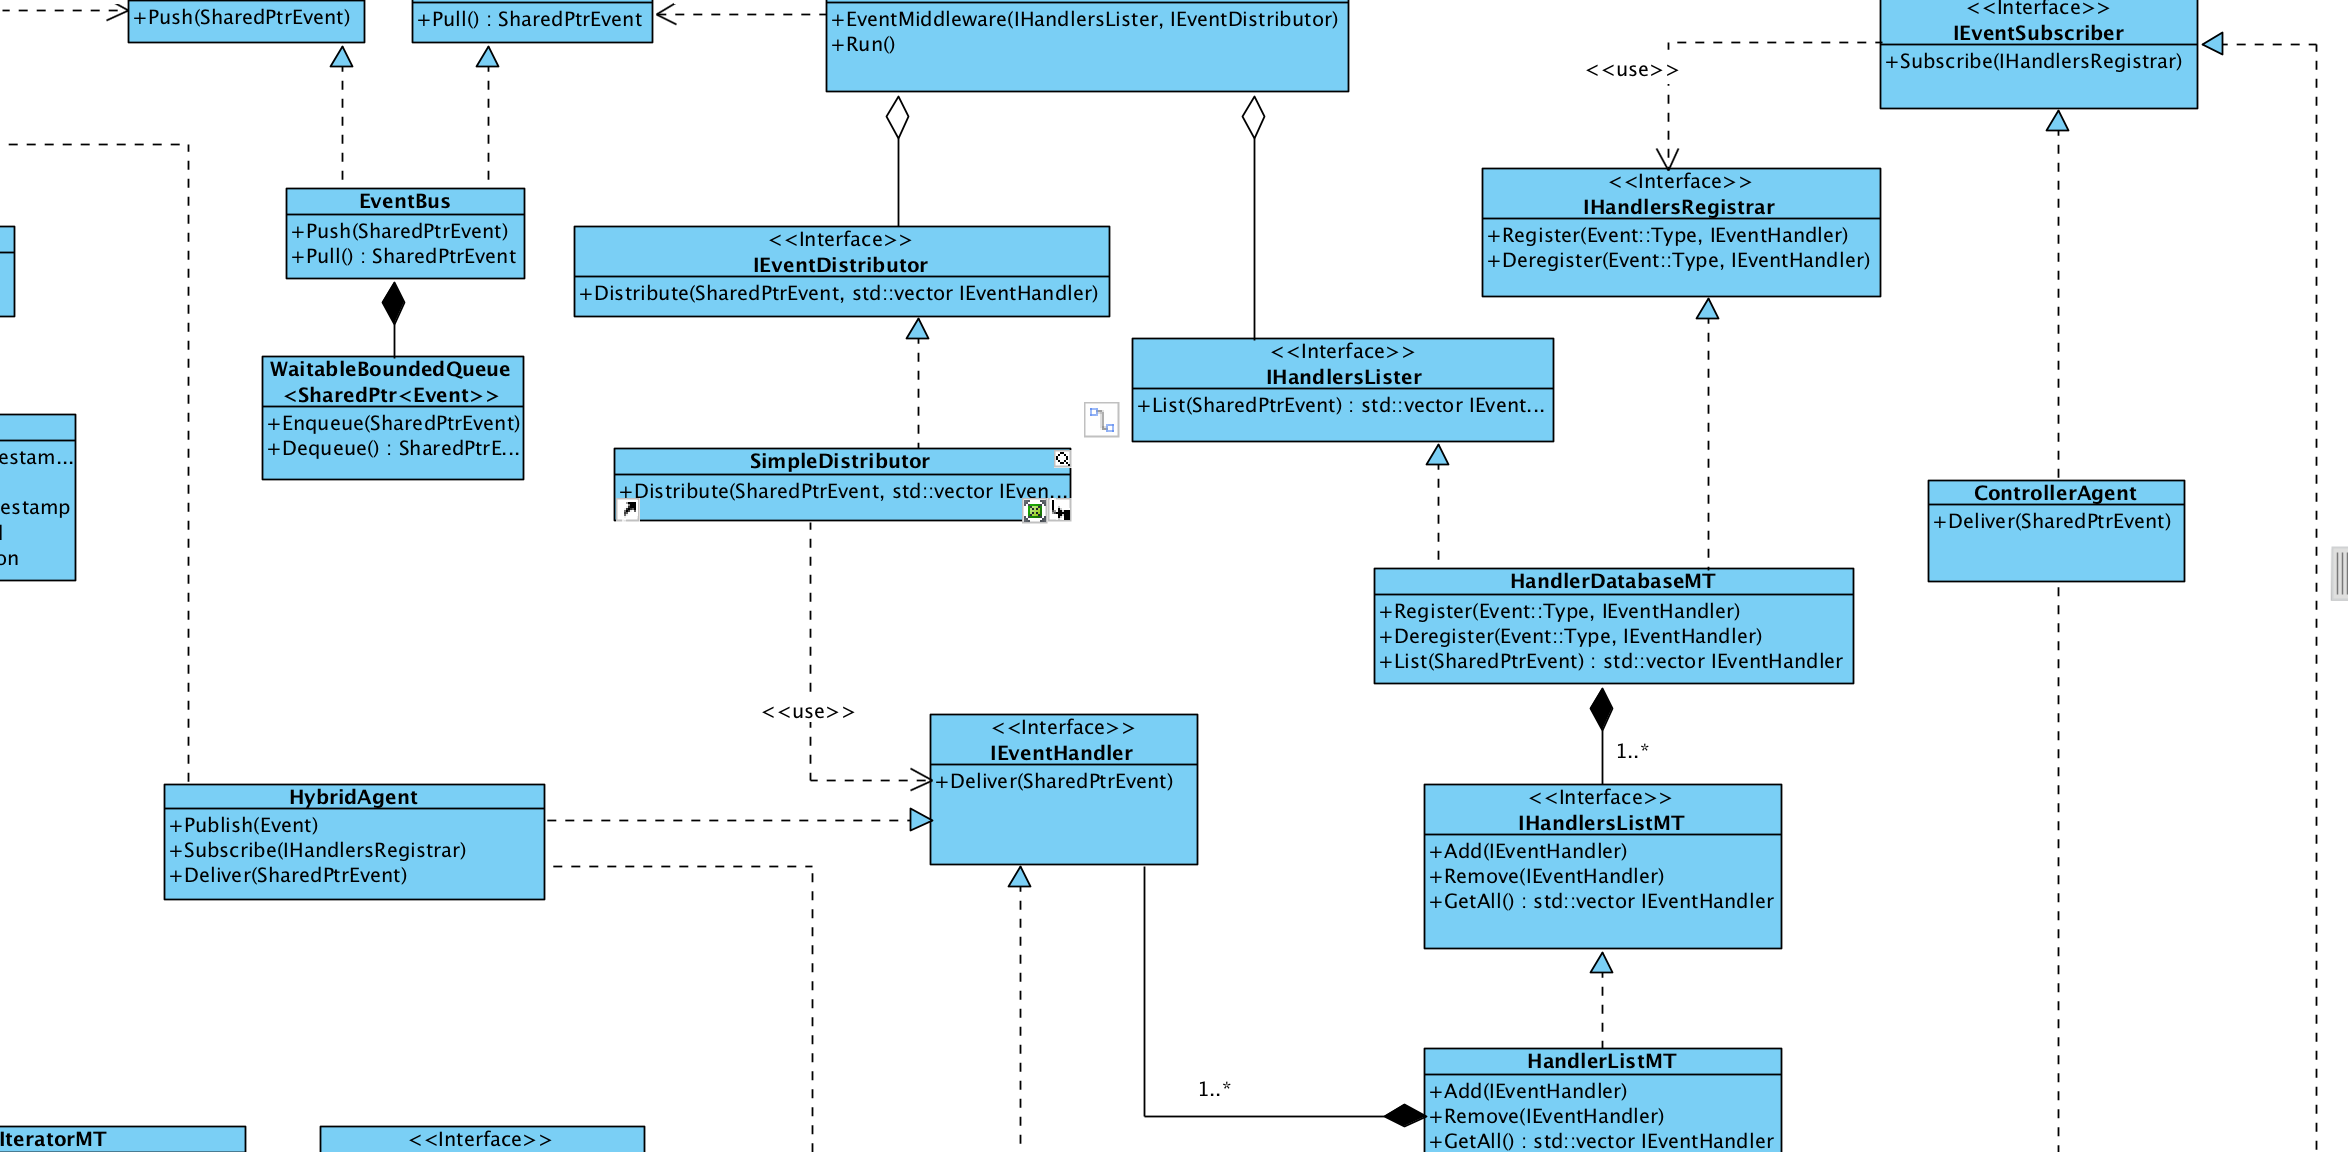 +Push(SharedPtrEvent)
+Pull() : SharedPtrEvent
+EventMiddleware(IHandlersLister, IEventDistributor)
+Run()
<<Interface>>
IEventSubscriber
+Subscribe(IHandlersRegistrar)
<<use>>
<<Interface>>
IHandlersRegistrar
+Register(Event::Type, IEventHandler)
+Deregister(Event::Type, IEventHandler)
EventBus
+Push(SharedPtrEvent)
+Pull() : SharedPtrEvent
<<Interface>>
IEventDistributor
+Distribute(SharedPtrEvent, std::vector IEventHandler)
WaitableBoundedQueue
<SharedPtr<Event>>
+Enqueue(SharedPtrEvent)
+Dequeue() : SharedPtrE...
<<Interface>>
IHandlersLister
+List(SharedPtrEvent) : std::vector IEvent...
estam...
estamp
on
SimpleDistributor
+Distribute(SharedPtrEvent, std::vector IEven...
ControllerAgent
+Deliver(SharedPtrEvent)
HandlerDatabaseMT
+Register(Event::Type, IEventHandler)
+Deregister(Event::Type, IEventHandler)
+List(SharedPtrEvent) : std::vector IEventHandler
<<use>>
<<Interface>>
IEventHandler
+Deliver(SharedPtrEvent)
1..*
HybridAgent
+Publish(Event)
+Subscribe(IHandlersRegistrar)
+Deliver(SharedPtrEvent)
<<Interface>>
IHandlersListMT
+Add(IEventHandler)
+Remove(IEventHandler)
+GetAll() : std::vector IEventHandler
1..*
HandlerListMT
+Add(IEventHandler)
+Remove(IEventHandler)
+GetAll() : std::vector IEventHandler
IteratorMT
<<Interface>>